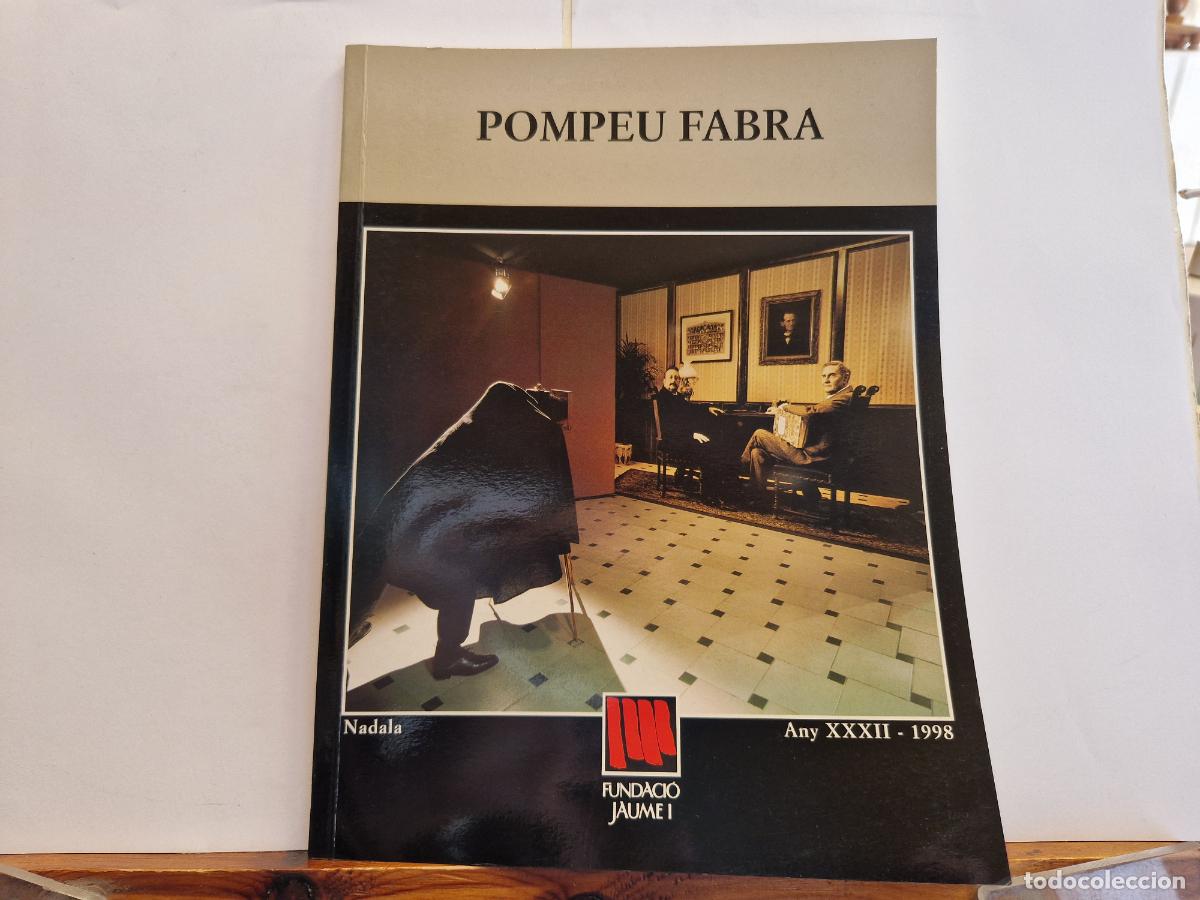 POMPEU FABRA
Nadala
Any XXXII - 1998
FUNDACIÓ
JAUME I
todocoleccion